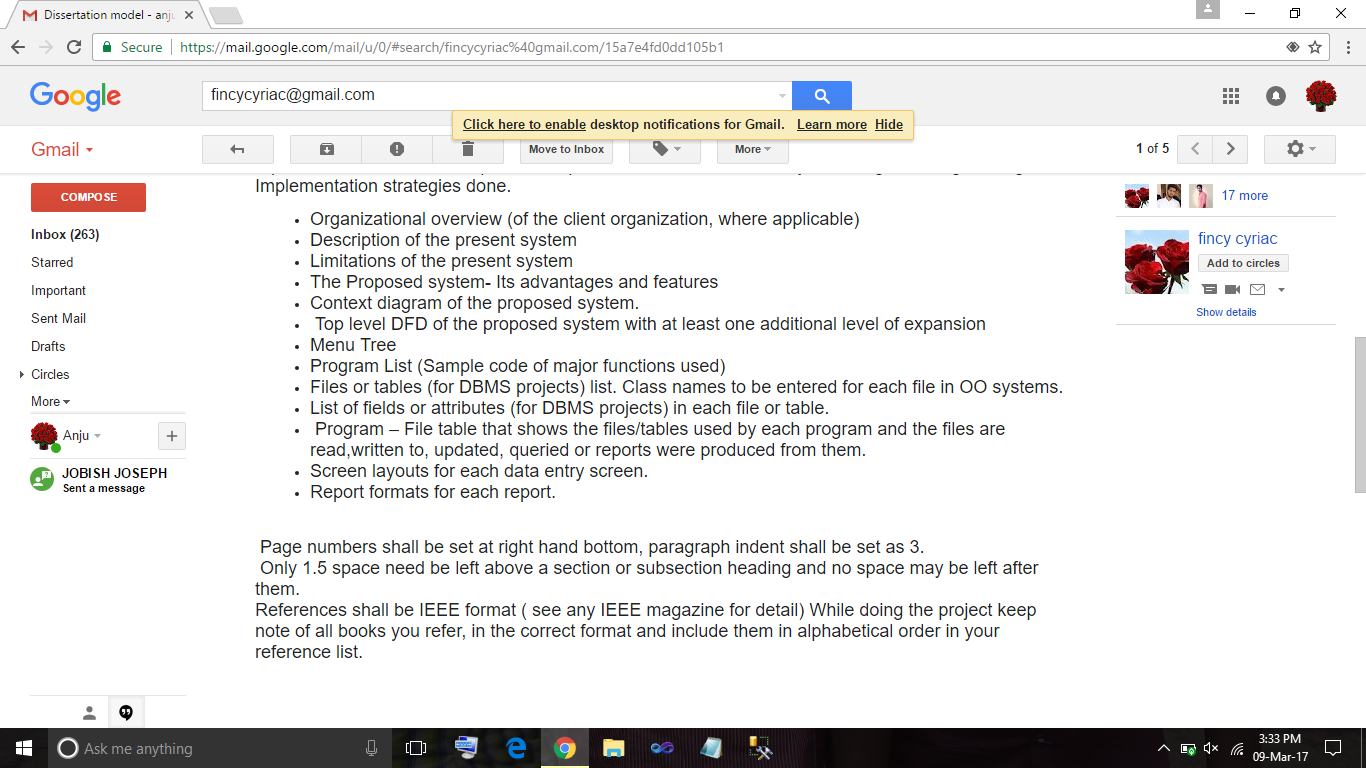 Dissertation model - anju
Secure https://mail.google.com/mail/u/0/#search/fincycyriac%40gmail.com/15a7e4fd0dd105b1
Google
fincycyriac@gmail.com
Click here to enable desktop notifications for Gmail. Learn more Hide
Gmail
Move to Inbox
More
1 of 5
COMPOSE
Inbox (263)
Starred
Important
Sent Mail
Drafts
Circles
More
Anju
JOBISH JOSEPH
Sent a message
Implementation strategies done.
• Organizational overview (of the client organization, where applicable)
• Description of the present system
• Limitations of the present system
• The Proposed system- Its advantages and features
• Context diagram of the proposed system.
• Top level DFD of the proposed system with at least one additional level of expansion
• Menu Tree
• Program List (Sample code of major functions used)
• Files or tables (for DBMS projects) list. Class names to be entered for each file in OO systems.
• List of fields or attributes (for DBMS projects) in each file or table.
• Program – File table that shows the files/tables used by each program and the files are
read,written to, updated, queried or reports were produced from them.
• Screen layouts for each data entry screen.
• Report formats for each report.
Page numbers shall be set at right hand bottom, paragraph indent shall be set as 3.
Only 1.5 space need be left above a section or subsection heading and no space may be left after
them.
References shall be IEEE format ( see any IEEE magazine for detail) While doing the project keep
note of all books you refer, in the correct format and include them in alphabetical order in your
reference list.
17 more
fincy cyriac
Add to circles
Show details
Ask me anything
3:33 PM
09-Mar-17